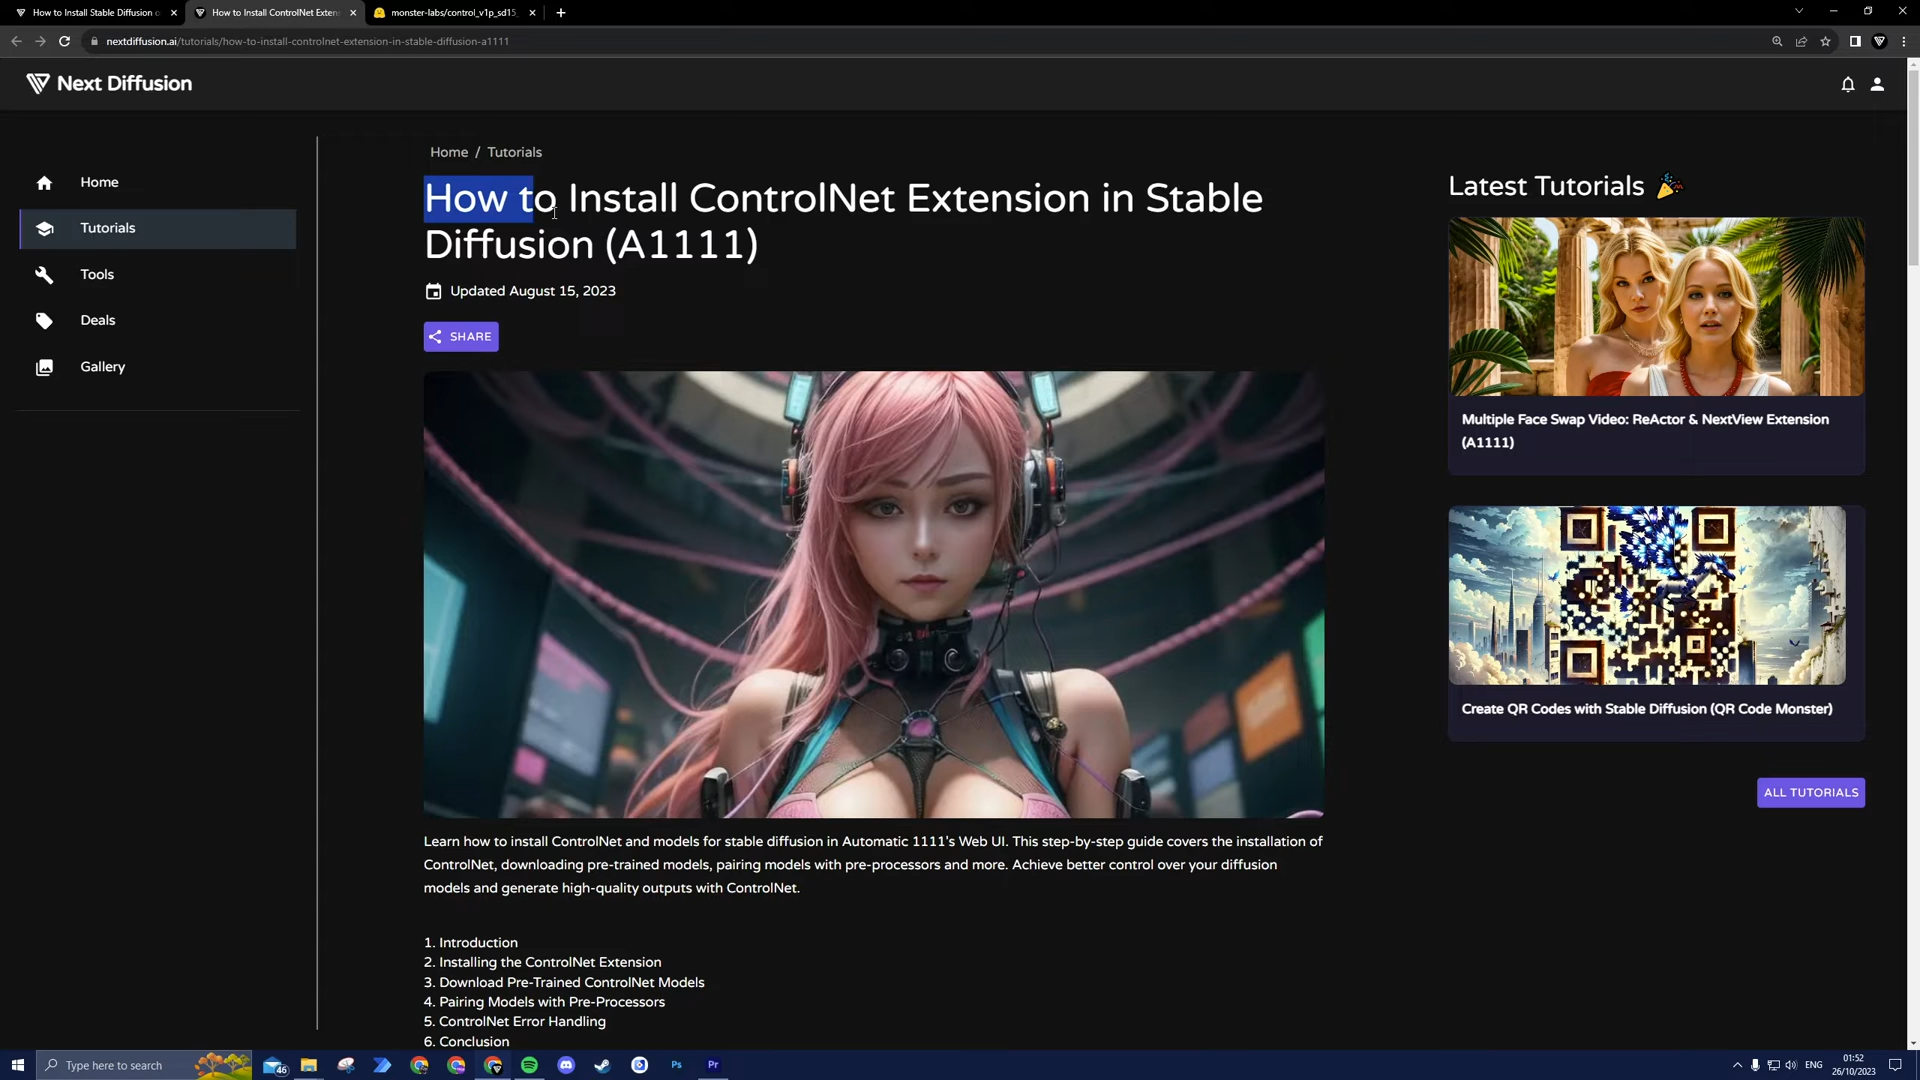 How to Install Stable Diffusion o
How to Install ControlNet Exten
monster-labs/control_v1p_sd15_
nextdiffusion.ai/tutorials/how-to-install-controlnet-extension-in-stable-diffusion-a1111
Next Diffusion
Home
Tutorials
Tools
Deals
Gallery
Home / Tutorials
How to Install ControlNet Extension in Stable
Diffusion (A1111)
Updated August 15, 2023
SHARE
Learn how to install ControlNet and models for stable diffusion in Automatic 1111's Web UI. This step-by-step guide covers the installation of
ControlNet, downloading pre-trained models, pairing models with pre-processors and more. Achieve better control over your diffusion
models and generate high-quality outputs with ControlNet.
1. Introduction
2. Installing the ControlNet Extension
3. Download Pre-Trained ControlNet Models
4. Pairing Models with Pre-Processors
5. ControlNet Error Handling
6. Conclusion
Latest Tutorials
Multiple Face Swap Video: ReActor & NextView Extension
(A1111)
Create QR Codes with Stable Diffusion (QR Code Monster)
ALL TUTORIALS
Type here to search
46
Ps
Pr
ENG
01:52
26/10/2023